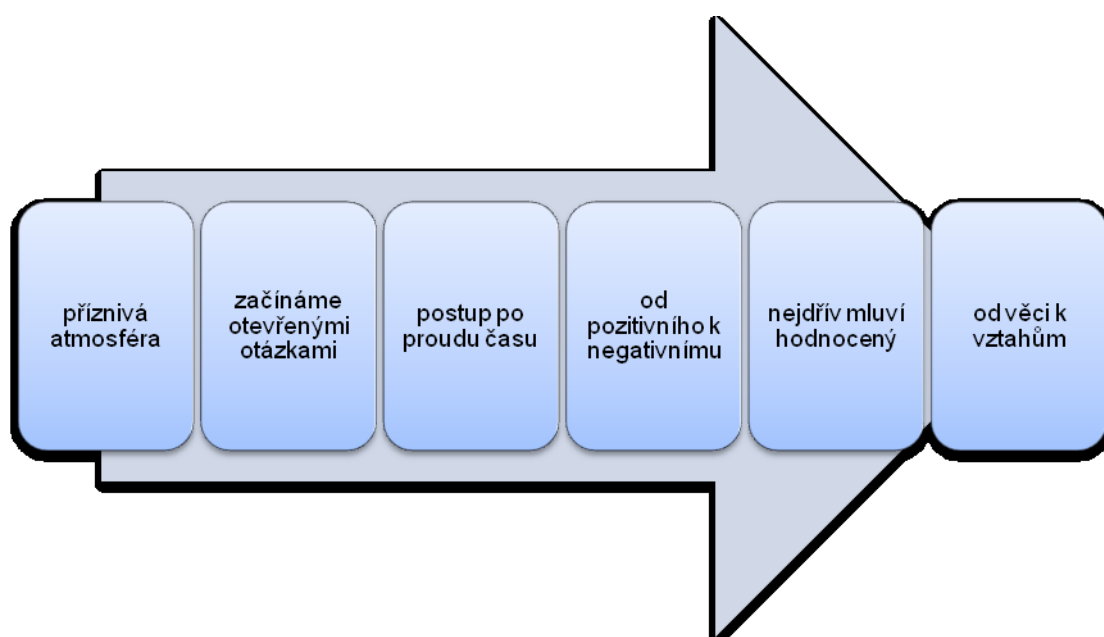 příznivá
atmosféra
začínáme
otevřenými
otázkami
postup po
proudu času
od
pozitivního k
negativnímu
nejdřív mluví
hodnocený
od věci k
vztahům